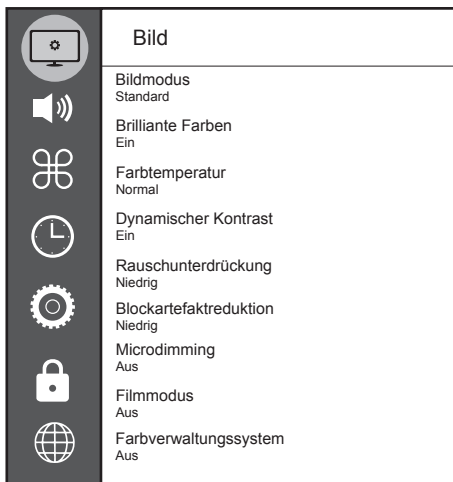 Bild
Bildmodus
Standard
Brilliante Farben
Ein
Farbtemperatur
Normal
Dynamischer Kontrast
Ein
Rauschunterdrückung
Niedrig
Blockartefaktreduktion
Niedrig
Microdimming
Aus
Filmmodus
Aus
Farbverwaltungssystem
Aus